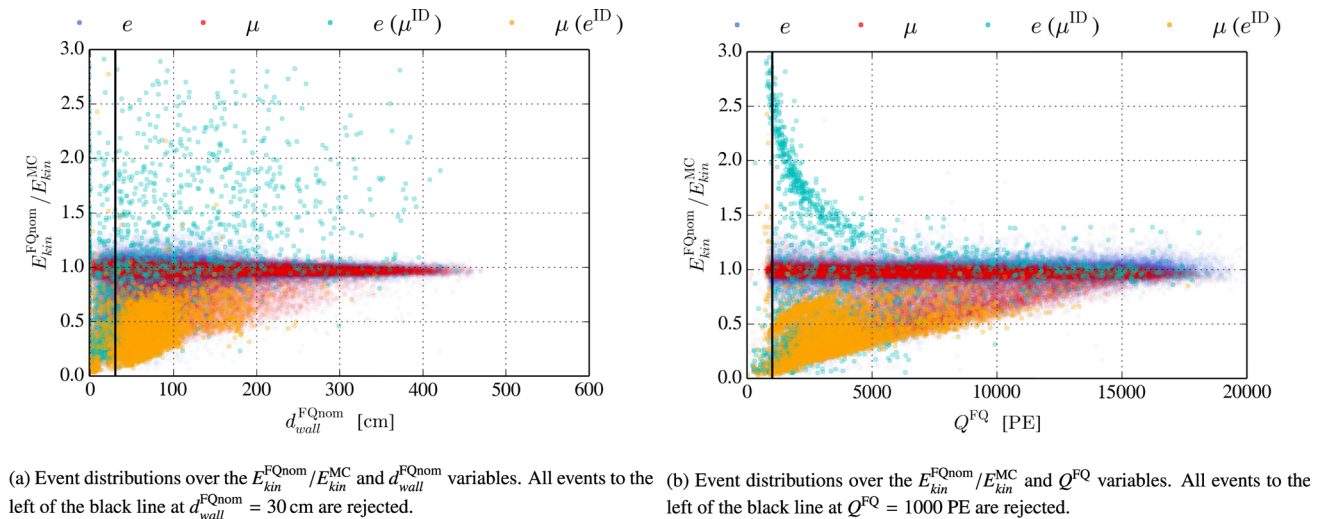 e μ e (μ^ID) μ (e^ID)
3.0
2.5
2.0
1.5
1.0
0.5
0.0
E_kin^FQnom / E_kin^MC
0 100 200 300 400 500 600
d_wall^FQnom [cm]
e μ e (μ^ID) μ (e^ID)
3.0
2.5
2.0
1.5
1.0
0.5
0.0
E_kin^FQnom / E_kin^MC
0 5000 10000 15000 20000
Q^FQ [PE]
(a) Event distributions over the E_kin^FQnom/E_kin^MC and d_wall^FQnom variables. All events to the
left of the black line at d_wall^FQnom = 30 cm are rejected.
(b) Event distributions over the E_kin^FQnom/E_kin^MC and Q^FQ variables. All events to the
left of the black line at Q^FQ = 1000 PE are rejected.